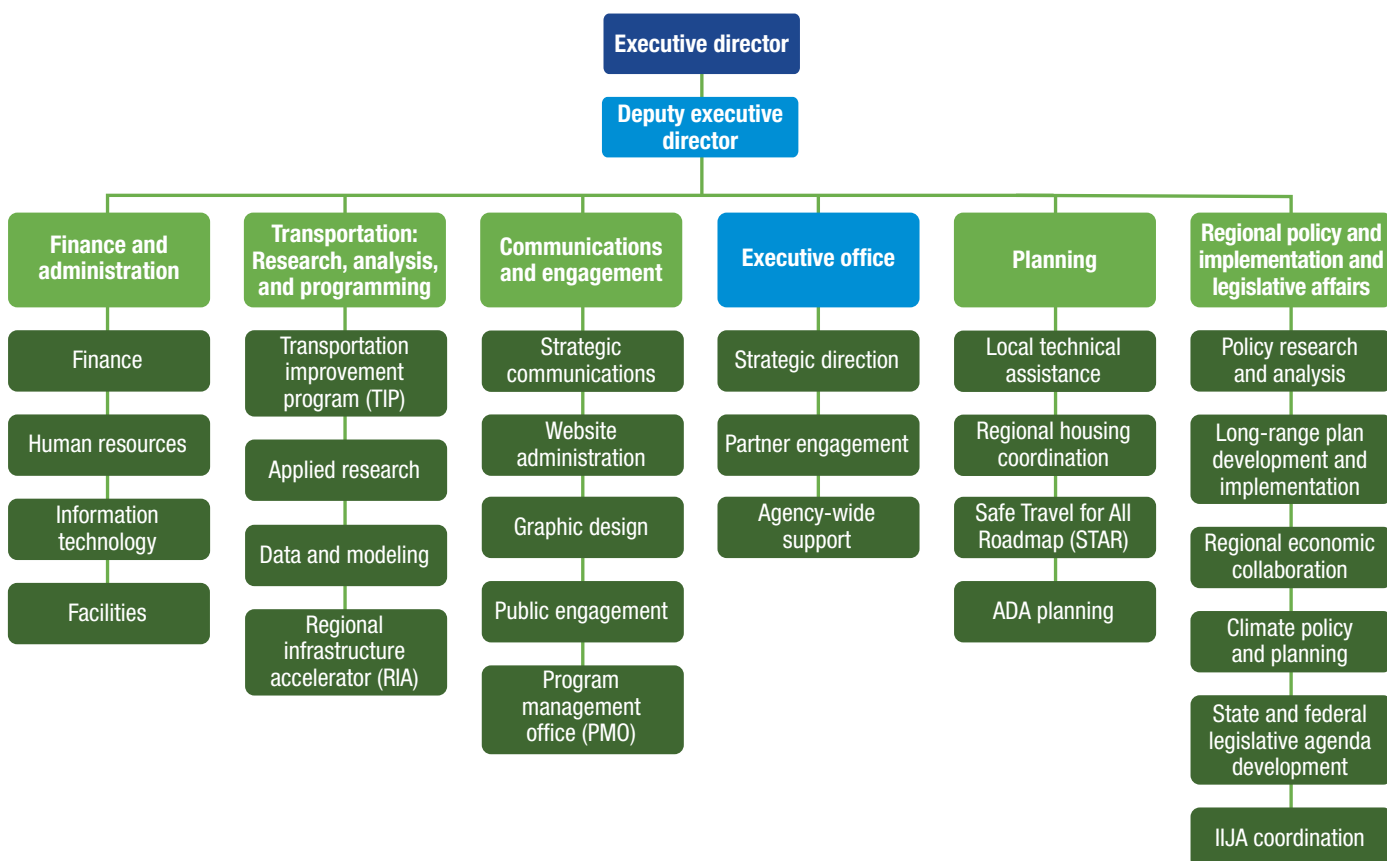 Executive director
Deputy executive
director
Finance and
administration
Transportation:
Research, analysis,
and programming
Communications
and engagement
Executive office
Planning
Regional policy and
implementation and
legislative affairs
Finance
Human resources
Information
technology
Facilities
Transportation
improvement
program (TIP)
Applied research
Data and modeling
Regional
infrastructure
accelerator (RIA)
Strategic
communications
Website
administration
Graphic design
Public engagement
Program
management
office (PMO)
Strategic direction
Partner engagement
Agency-wide
support
Local technical
assistance
Regional housing
coordination
Safe Travel for All
Roadmap (STAR)
ADA planning
Policy research
and analysis
Long-range plan
development and
implementation
Regional economic
collaboration
Climate policy
and planning
State and federal
legislative agenda
development
IIJA coordination